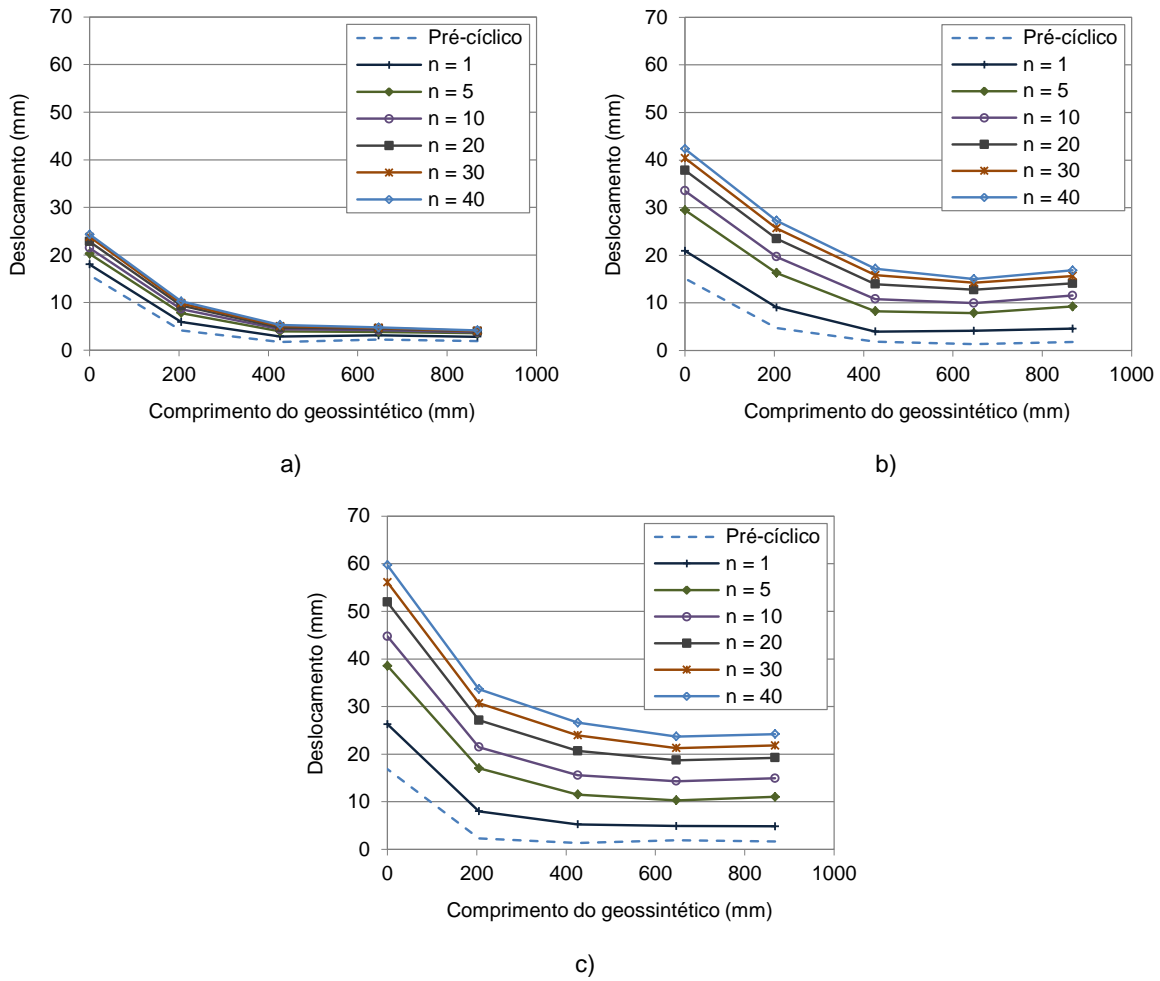 70
60
50
40
30
20
10
0
Deslocamento (mm)
0 200 400 600 800 1000
Comprimento do geossintético (mm)
Pré-cíclico
n = 1
n = 5
n = 10
n = 20
n = 30
n = 40
a)
70
60
50
40
30
20
10
0
Deslocamento (mm)
0 200 400 600 800 1000
Comprimento do geossintético (mm)
Pré-cíclico
n = 1
n = 5
n = 10
n = 20
n = 30
n = 40
b)
70
60
50
40
30
20
10
0
Deslocamento (mm)
0 200 400 600 800 1000
Comprimento do geossintético (mm)
Pré-cíclico
n = 1
n = 5
n = 10
n = 20
n = 30
n = 40
c)